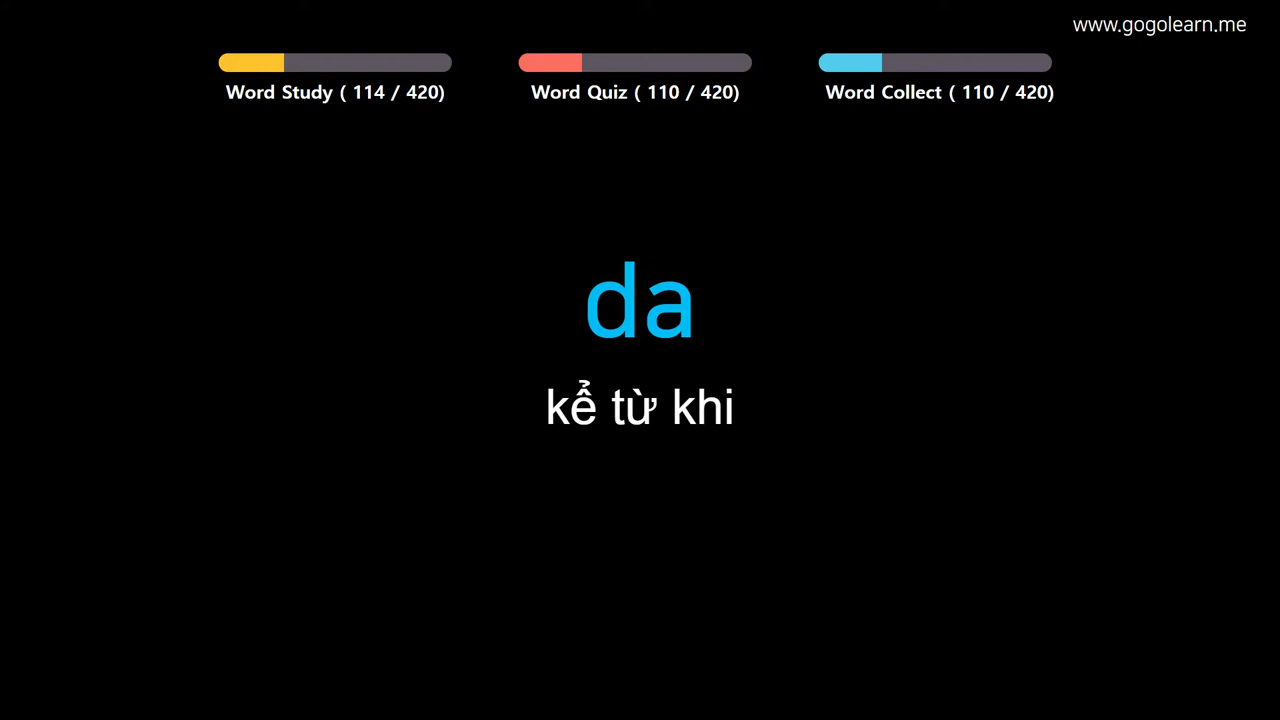 www.gogolearn.me
Word Study ( 114 / 420)
Word Quiz ( 110 / 420)
Word Collect ( 110 / 420)
da
kể từ khi